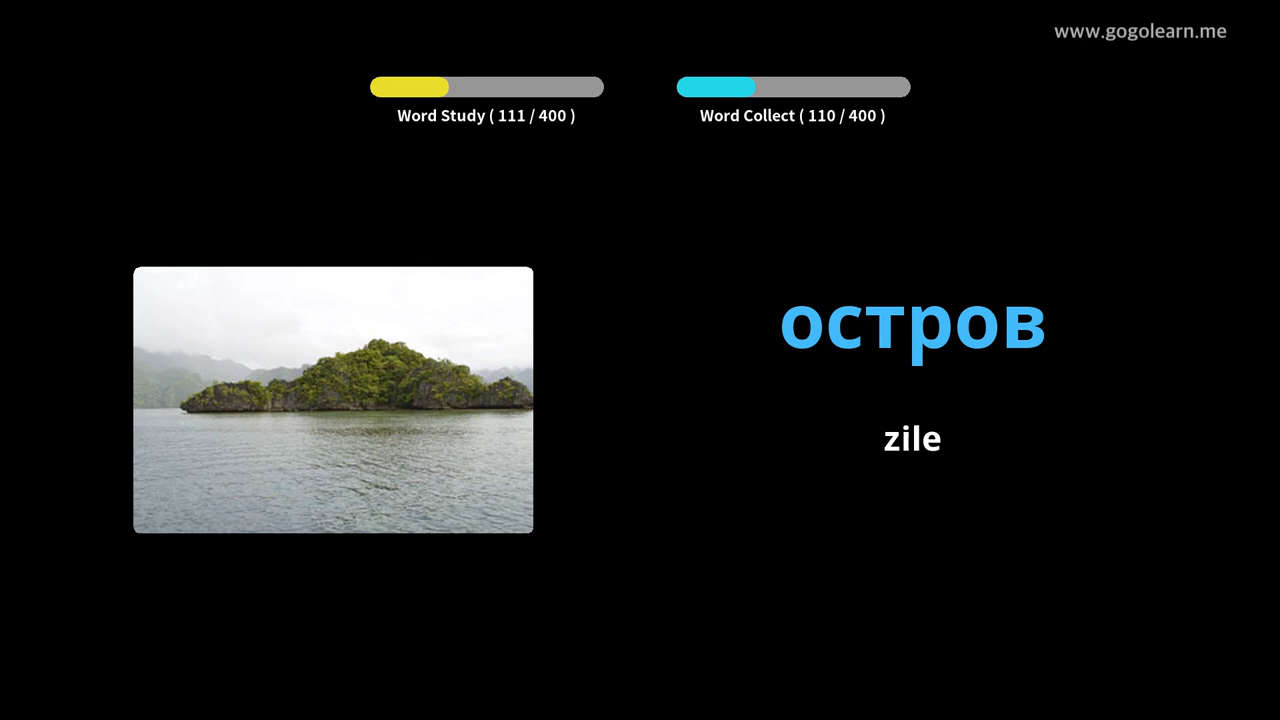 www.gogolearn.me
Word Study ( 111 / 400 )
Word Collect ( 110 / 400 )
остров
zile